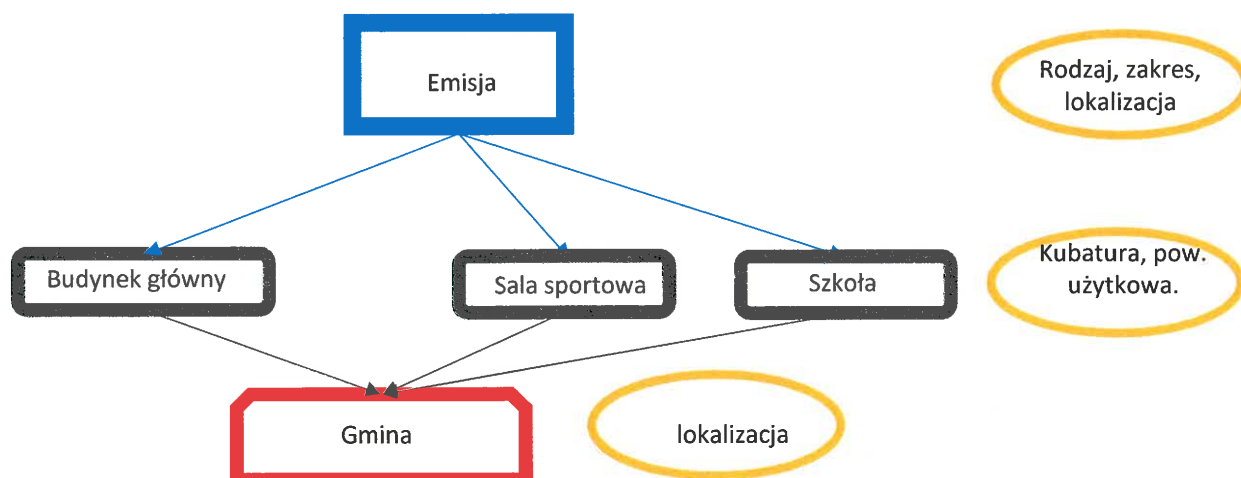 Emisja
Rodzaj, zakres,
lokalizacja
Budynek główny
Sala sportowa
Szkoła
Kubatura, pow.
użytkowa.
Gmina
lokalizacja